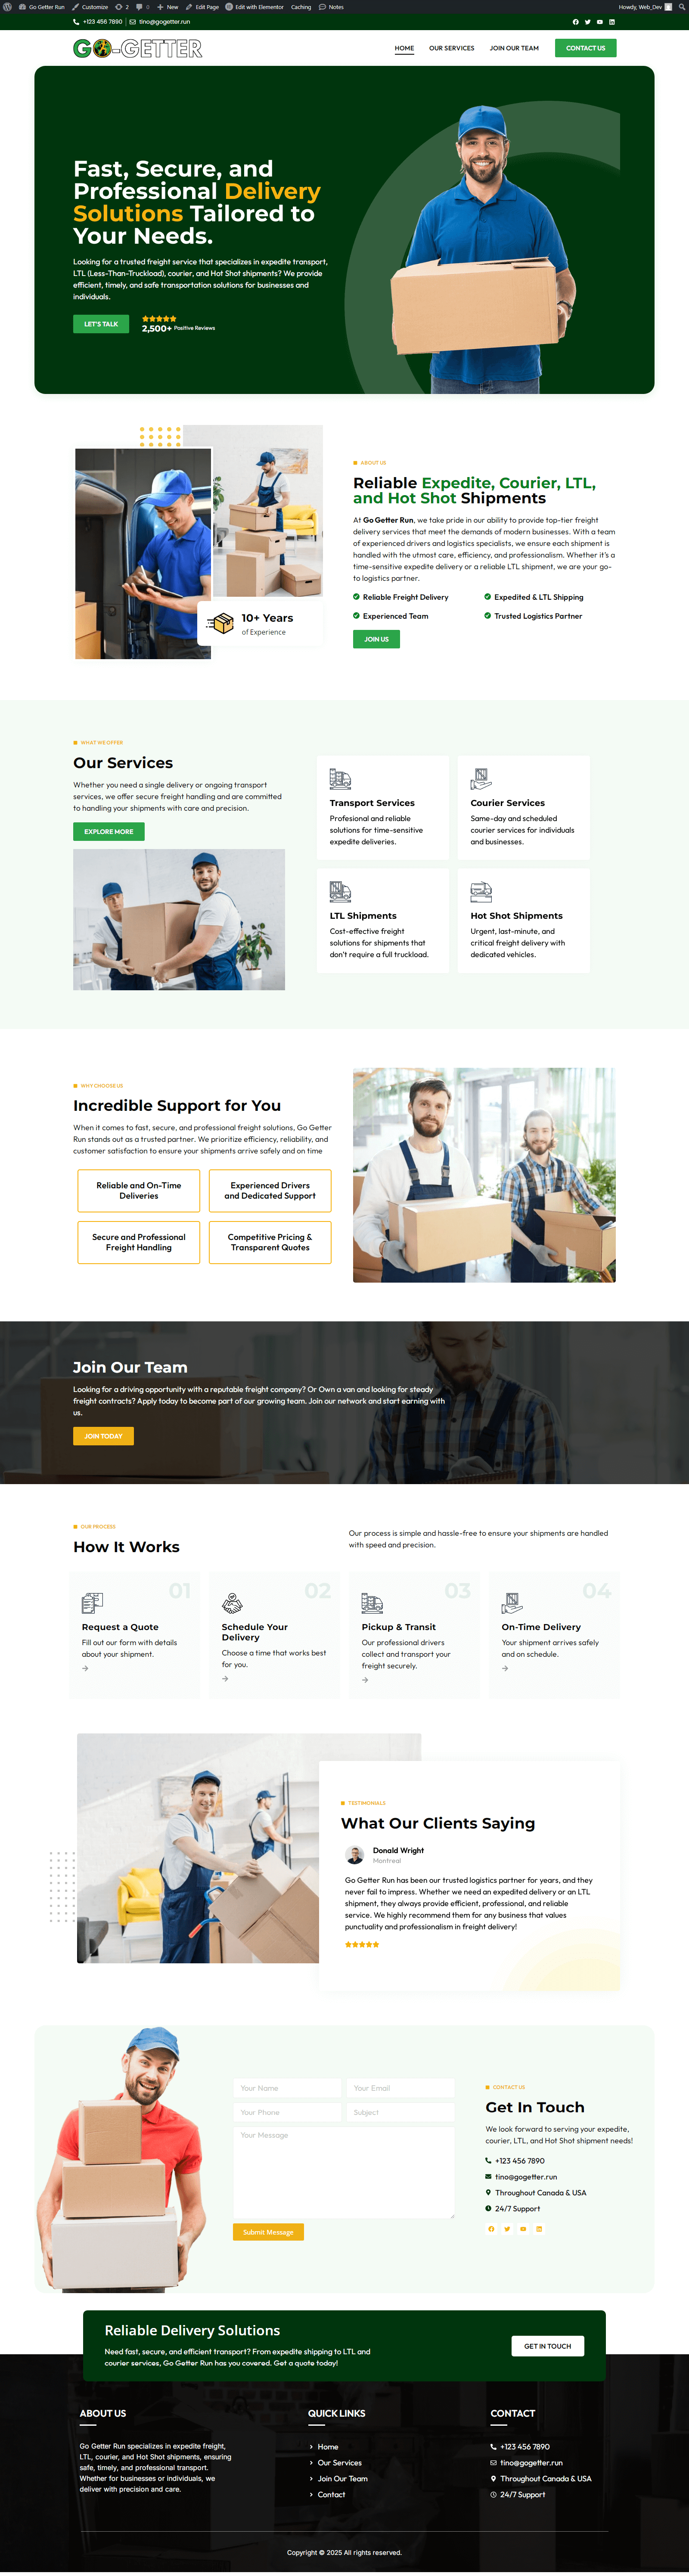 Go Getter Run Customize 2 0 New Edit Page Edit with Elementor Caching Notes Howdy, Web_Dev
+123 456 7890 tino@gogetter.run
GO-GETTER HOME OUR SERVICES JOIN OUR TEAM CONTACT US
Fast, Secure, and
Professional Delivery
Solutions Tailored to
Your Needs.
Looking for a trusted freight service that specializes in expedite transport,
LTL (Less-Than-Truckload), courier, and Hot Shot shipments? We provide
efficient, timely, and safe transportation solutions for businesses and
individuals.
LET'S TALK
2,500+ Positive Reviews
ABOUT US
Reliable Expedite, Courier, LTL,
and Hot Shot Shipments
At Go Getter Run, we take pride in our ability to provide top-tier freight
delivery services that meet the demands of modern businesses. With a team
of experienced drivers and logistics specialists, we ensure each shipment is
handled with the utmost care, efficiency, and professionalism. Whether it's a
time-sensitive expedite delivery or a reliable LTL shipment, we are your go-
to logistics partner.
Reliable Freight Delivery
Expedited & LTL Shipping
Experienced Team
Trusted Logistics Partner
JOIN US
10+ Years
of Experience
WHAT WE OFFER
Our Services
Whether you need a single delivery or ongoing transport
services, we offer secure freight handling and are committed
to handling your shipments with care and precision.
EXPLORE MORE
Transport Services
Profesional and reliable
solutions for time-sensitive
expedite deliveries.
Courier Services
Same-day and scheduled
courier services for individuals
and businesses.
LTL Shipments
Cost-effective freight
solutions for shipments that
don't require a full truckload.
Hot Shot Shipments
Urgent, last-minute, and
critical freight delivery with
dedicated vehicles.
WHY CHOOSE US
Incredible Support for You
When it comes to fast, secure, and professional freight solutions, Go Getter
Run stands out as a trusted partner. We prioritize efficiency, reliability, and
customer satisfaction to ensure your shipments arrive safely and on time
Reliable and On-Time
Deliveries
Experienced Drivers
and Dedicated Support
Secure and Professional
Freight Handling
Competitive Pricing &
Transparent Quotes
Join Our Team
Looking for a driving opportunity with a reputable freight company? Or Own a van and looking for steady
freight contracts? Apply today to become part of our growing team. Join our network and start earning with
us.
JOIN TODAY
OUR PROCESS
How It Works
Our process is simple and hassle-free to ensure your shipments are handled
with speed and precision.
01
Request a Quote
Fill out our form with details
about your shipment.
02
Schedule Your
Delivery
Choose a time that works best
for you.
03
Pickup & Transit
Our professional drivers
collect and transport your
freight securely.
04
On-Time Delivery
Your shipment arrives safely
and on schedule.
TESTIMONIALS
What Our Clients Saying
Donald Wright
Montreal
Go Getter Run has been our trusted logistics partner for years, and they
never fail to impress. Whether we need an expedited delivery or an LTL
shipment, they always provide efficient, professional, and reliable
service. We highly recommend them for any business that values
punctuality and professionalism in freight delivery!
Your Name
Your Email
Your Phone
Subject
Your Message
Submit Message
CONTACT US
Get In Touch
We look forward to serving your expedite,
courier, LTL, and Hot Shot shipment needs!
+123 456 7890
tino@gogetter.run
Throughout Canada & USA
24/7 Support
Reliable Delivery Solutions
Need fast, secure, and efficient transport? From expedite shipping to LTL and
courier services, Go Getter Run has you covered. Get a quote today!
GET IN TOUCH
ABOUT US
Go Getter Run specializes in expedite freight,
LTL, courier, and Hot Shot shipments, ensuring
safe, timely, and professional transport.
Whether for businesses or individuals, we
deliver with precision and care.
QUICK LINKS
Home
Our Services
Join Our Team
Contact
CONTACT
+123 456 7890
tino@gogetter.run
Throughout Canada & USA
24/7 Support
Copyright © 2025 All rights reserved.